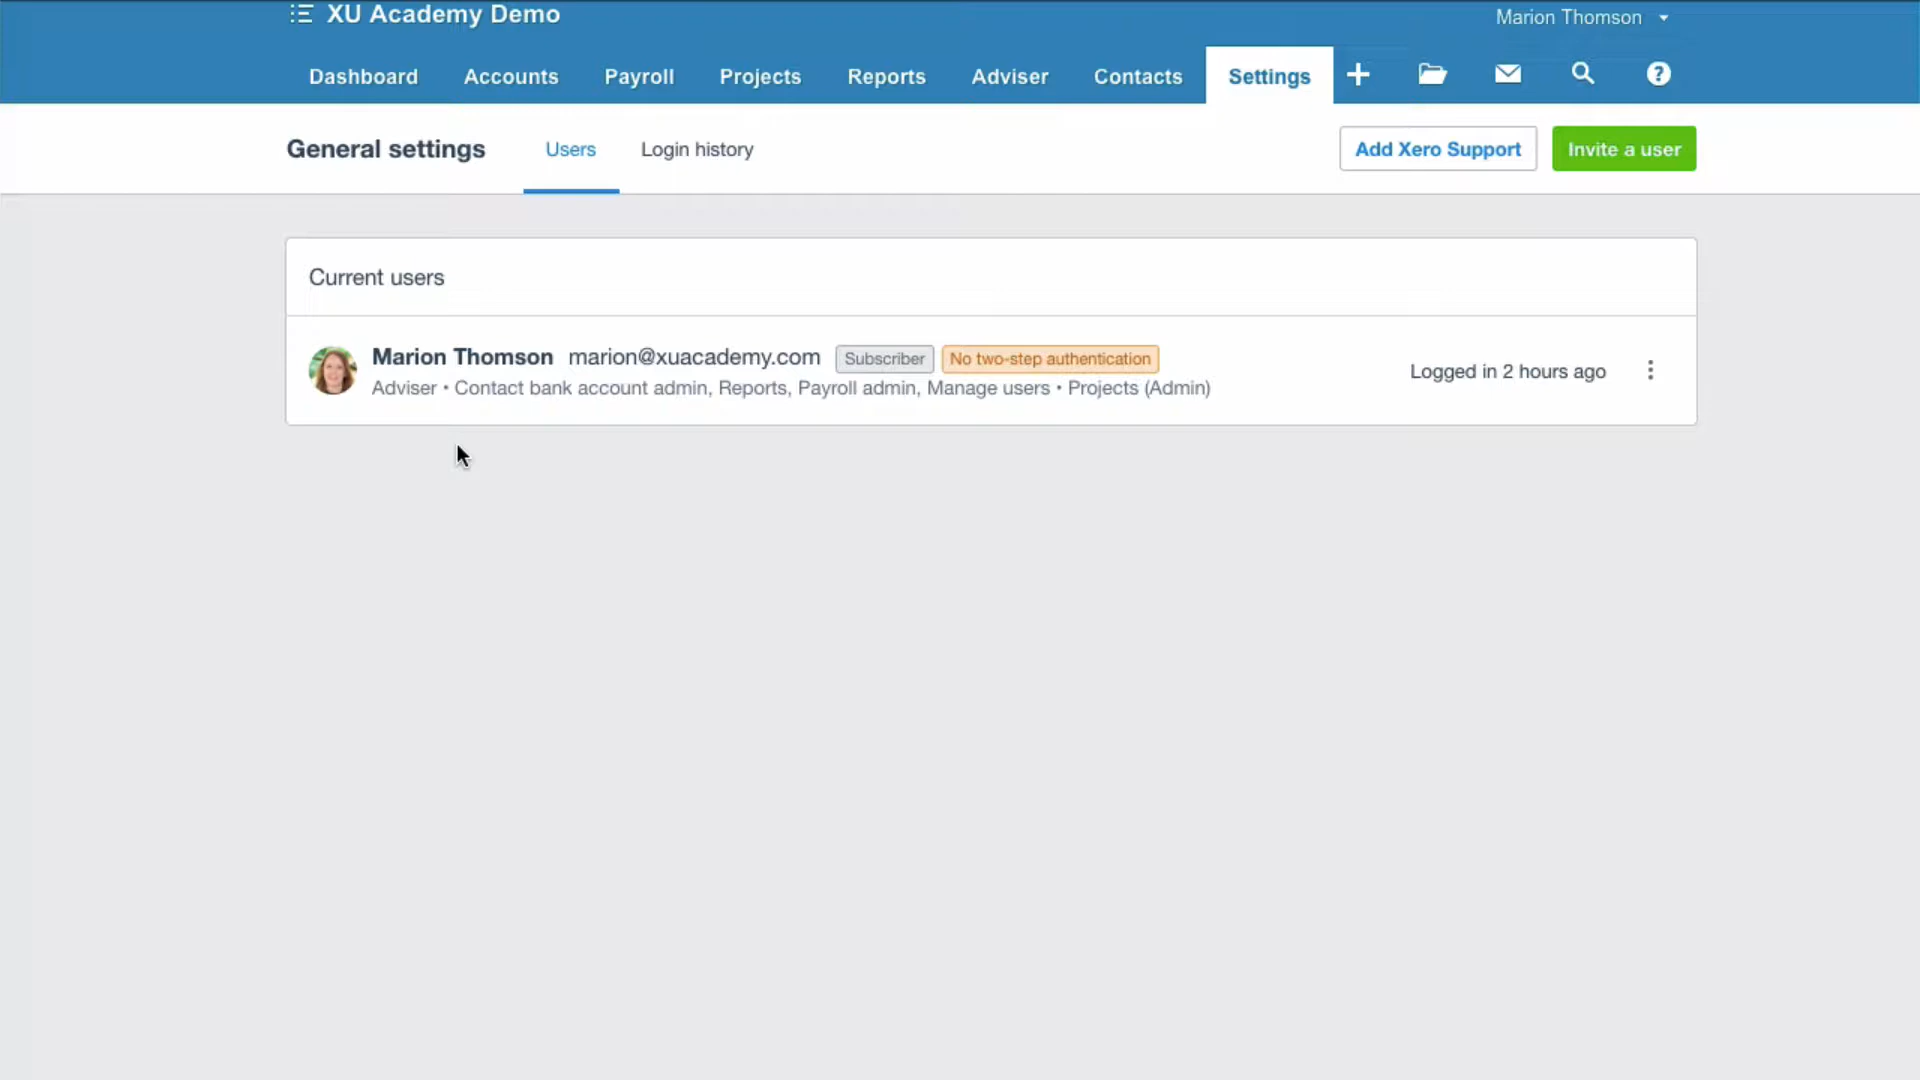 XU Academy Demo
Marion Thomson
Dashboard Accounts Payroll Projects Reports Adviser Contacts Settings
General settings Users Login history Add Xero Support Invite a user
Current users
Marion Thomson marion@xuacademy.com Subscriber No two-step authentication
Adviser • Contact bank account admin, Reports, Payroll admin, Manage users • Projects (Admin)
Logged in 2 hours ago